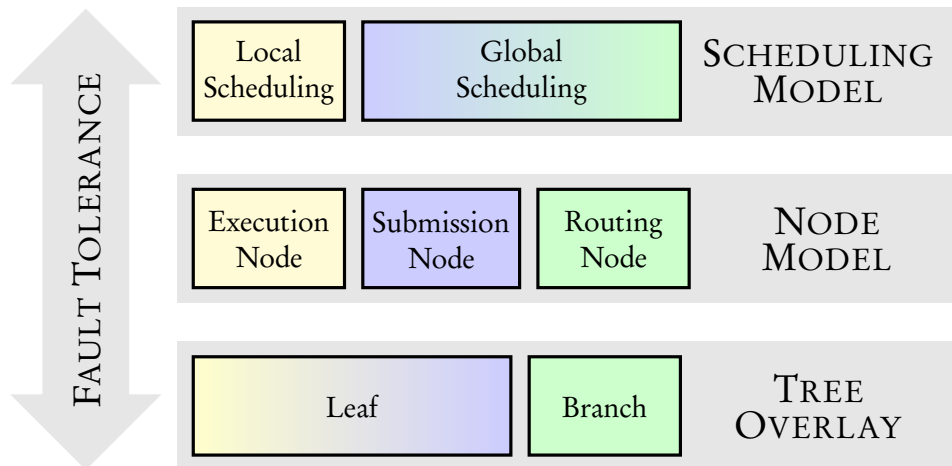 FAULT TOLERANCE
Local
Scheduling
Global
Scheduling
SCHEDULING
MODEL
Execution
Node
Submission
Node
Routing
Node
NODE
MODEL
Leaf
Branch
TREE
OVERLAY